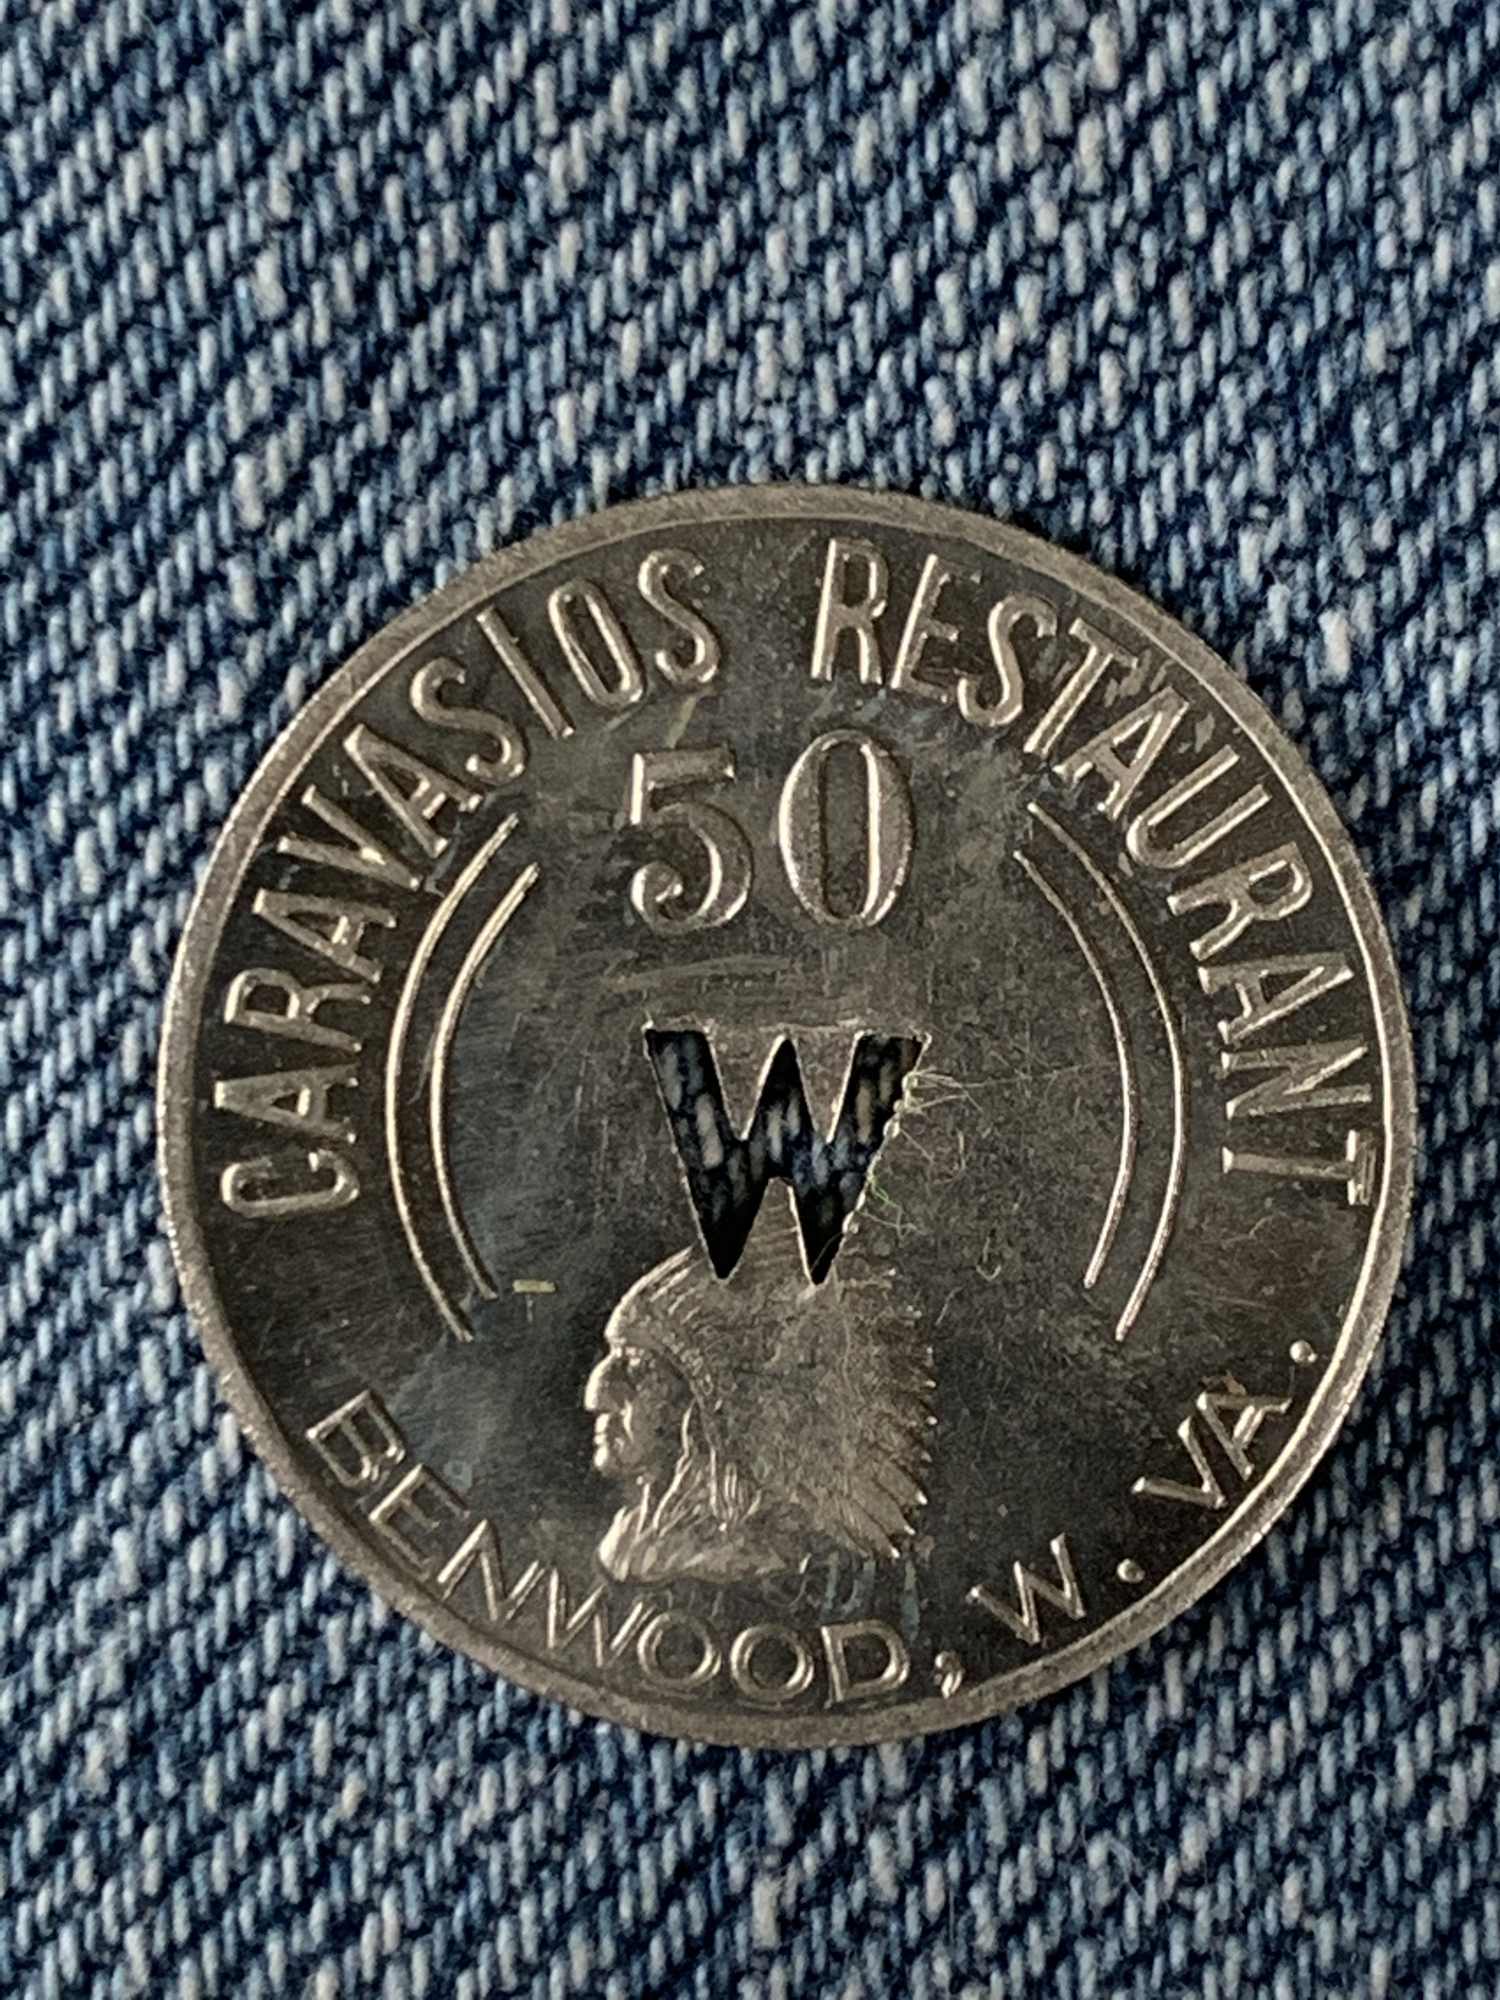 CARAVASIOS RESTAURANT
50
W
BENWOOD, W. VA.